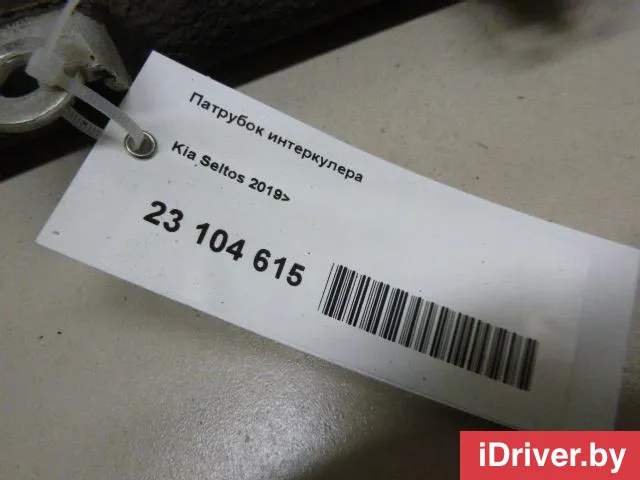 Патрубок интеркулера
Kia Seltos 2019>
23 104 615
iDriver.by